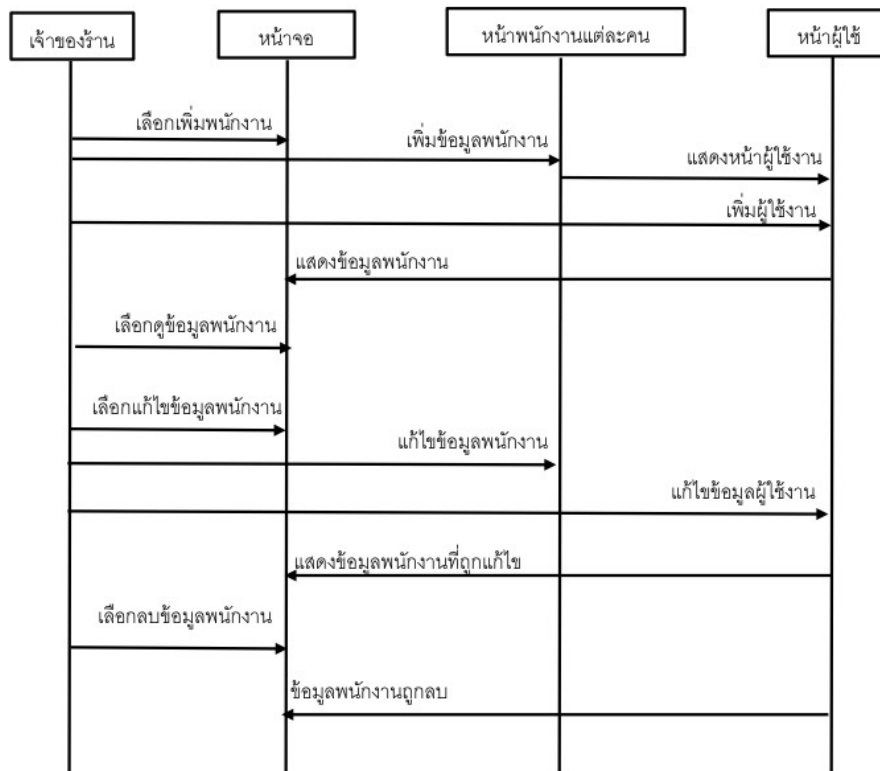 เจ้าของร้าน
หน้าจอ
หน้าพนักงานแต่ละคน
หน้าผู้ใช้
เลือกเพิ่มพนักงาน
เพิ่มข้อมูลพนักงาน
แสดงหน้าผู้ใช้งาน
เพิ่มผู้ใช้งาน
แสดงข้อมูลพนักงาน
เลือกดูข้อมูลพนักงาน
เลือกแก้ไขข้อมูลพนักงาน
แก้ไขข้อมูลพนักงาน
แก้ไขข้อมูลผู้ใช้งาน
แสดงข้อมูลพนักงานที่ถูกแก้ไข
เลือกลบข้อมูลพนักงาน
ข้อมูลพนักงานถูกลบ